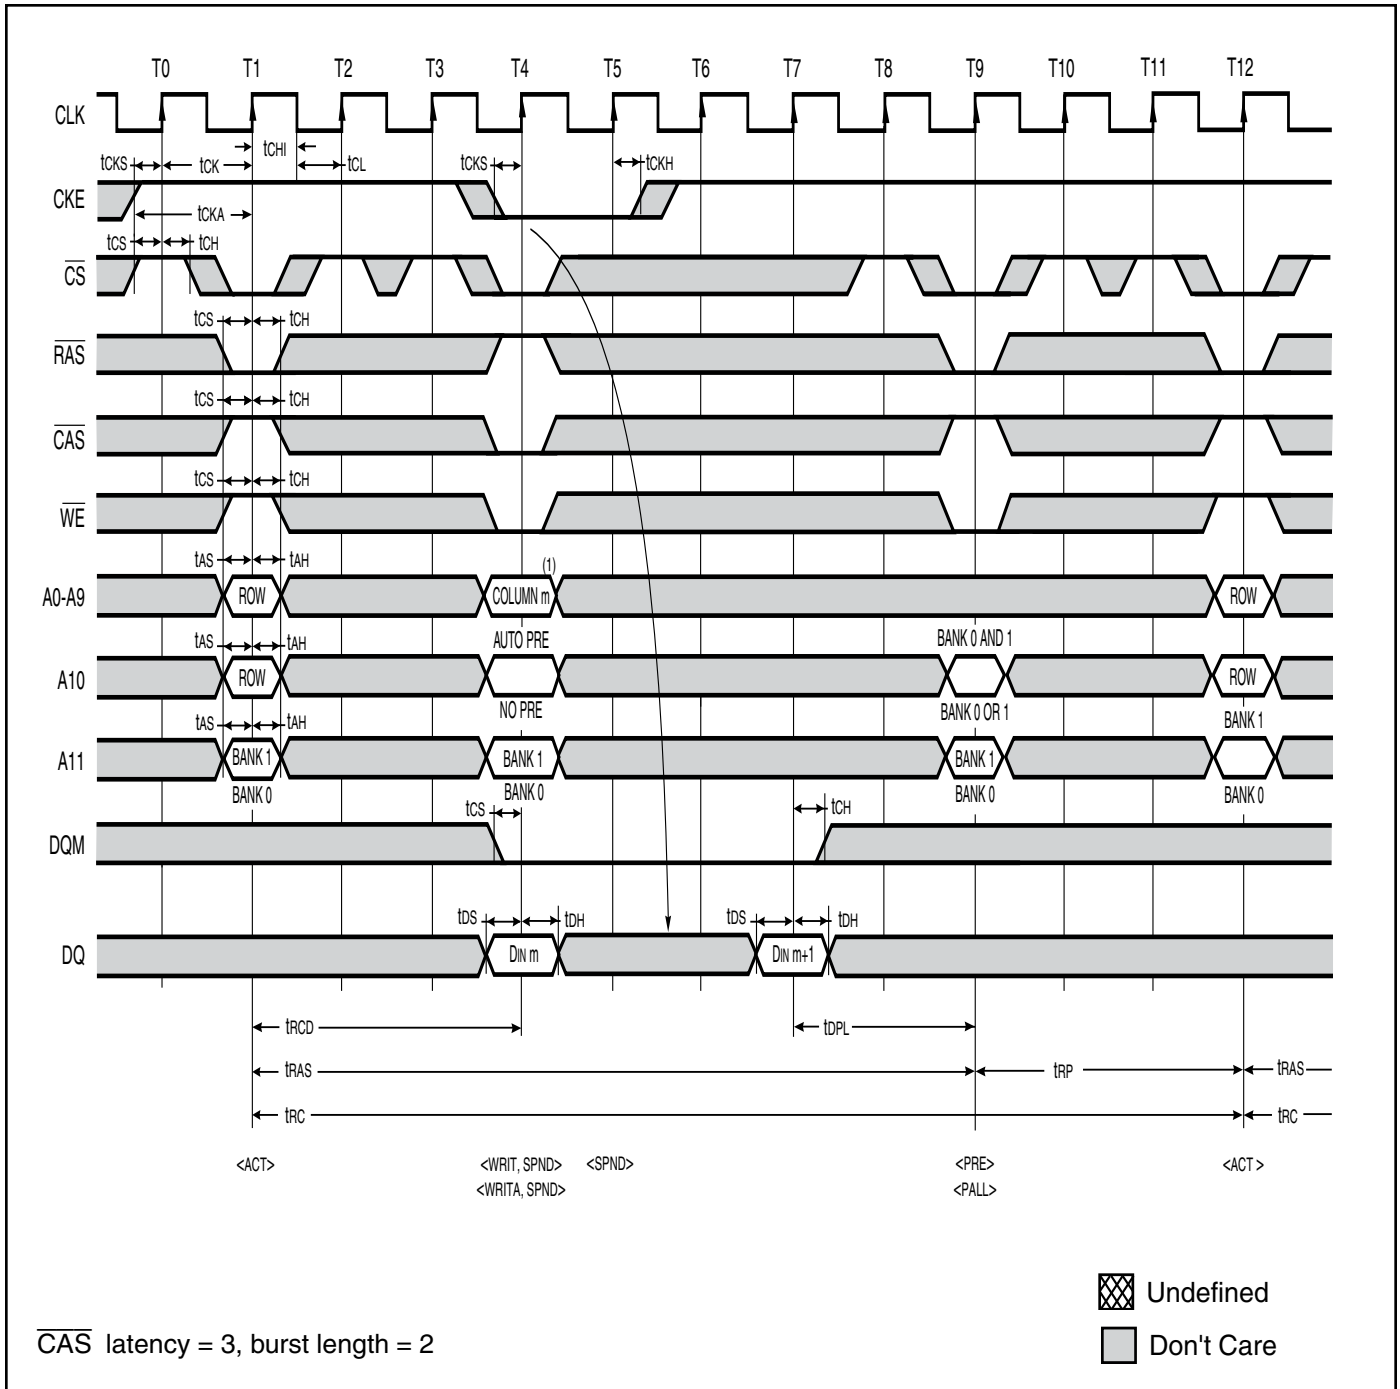 T0 T1 T2 T3 T4 T5 T6 T7 T8 T9 T10 T11 T12
CLK
tCHI
tCKS tCK tCL tCKS tCKH
CKE
tCKA
tCS tCH
CS
tCS tCH
RAS
tCS tCH
CAS
tCS tCH
WE
tAS tAH (1)
A0-A9 ROW COLUMN m ROW
tAS tAH AUTO PRE BANK 0 AND 1
A10 ROW ROW
NO PRE BANK 0 OR 1 BANK 1
tAS tAH
A11 BANK 1 BANK 1 BANK 1
BANK 0 BANK 0 BANK 0 BANK 0
tCS tCH
DQM
tDS tDH tDS tDH
DQ DIN m DIN m+1
tRCD tDPL
tRAS tRP tRAS
tRC tRC
<ACT> <WRIT, SPND> <SPND> <PRE> <ACT >
<WRITA, SPND> <PALL>
Undefined
CAS latency = 3, burst length = 2
Don't Care